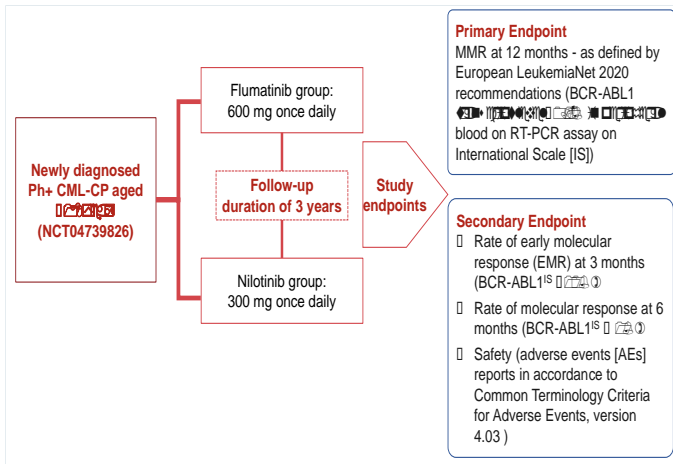 Newly diagnosed
Ph+ CML-CP aged
(NCT04739826)
Flumatinib group:
600 mg once daily
Follow-up
duration of 3 years
Nilotinib group:
300 mg once daily
Study
endpoints
Primary Endpoint
MMR at 12 months - as defined by
European LeukemiaNet 2020
recommendations (BCR-ABL1
blood on RT-PCR assay on
International Scale [IS])
Secondary Endpoint
Rate of early molecular
response (EMR) at 3 months
(BCR-ABL1IS
Rate of molecular response at 6
months (BCR-ABL1IS
Safety (adverse events [AEs]
reports in accordance to
Common Terminology Criteria
for Adverse Events, version
4.03 )